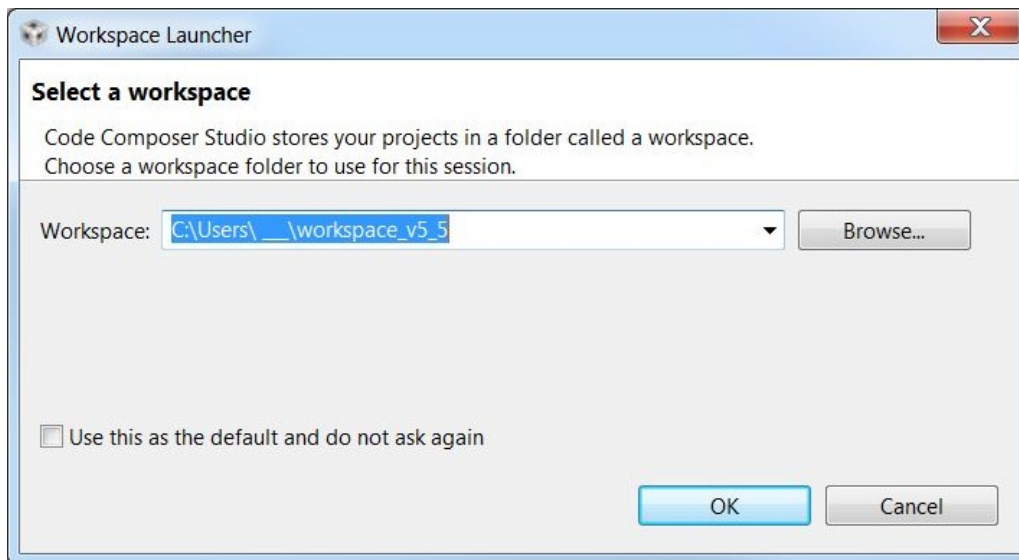 Workspace Launcher
Select a workspace
Code Composer Studio stores your projects in a folder called a workspace.
Choose a workspace folder to use for this session.
Workspace: C:\Users\ ___\workspace_v5_5 Browse...
Use this as the default and do not ask again
OK Cancel